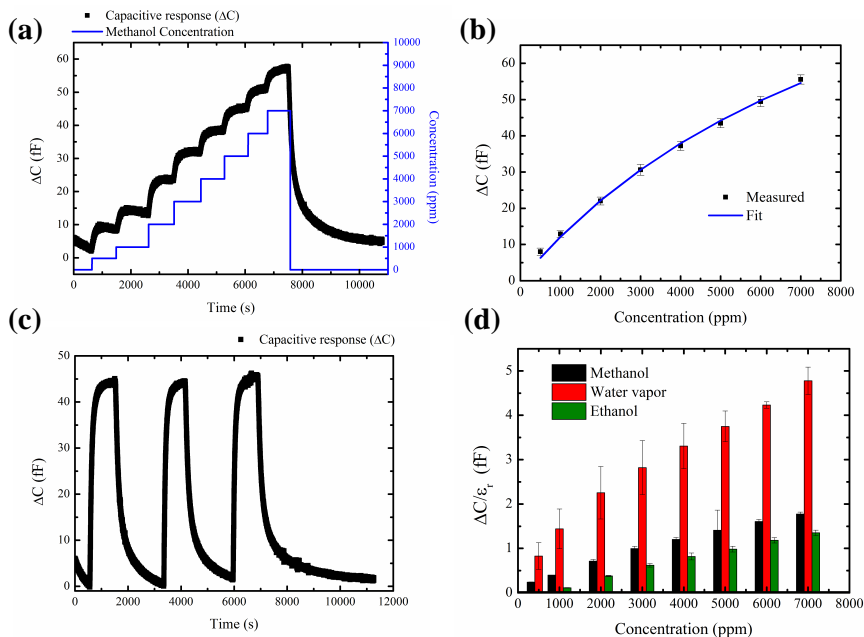 (a)
Capacitive response (ΔC)
Methanol Concentration
60
50
40
30
20
10
0
ΔC (fF)
10000
9000
8000
7000
6000
5000
4000
3000
2000
1000
0
Concentration (ppm)
0 2000 4000 6000 8000 10000
Time (s)
(b)
60
50
40
30
20
10
0
ΔC (fF)
Measured
Fit
0 1000 2000 3000 4000 5000 6000 7000 8000
Concentration (ppm)
(c)
Capacitive response (ΔC)
50
40
30
20
10
0
ΔC (fF)
0 2000 4000 6000 8000 10000 12000
Time (s)
(d)
Methanol
Water vapor
Ethanol
5
4
3
2
1
0
ΔC/εr (fF)
1000 2000 3000 4000 5000 6000 7000 8000
Concentration (ppm)